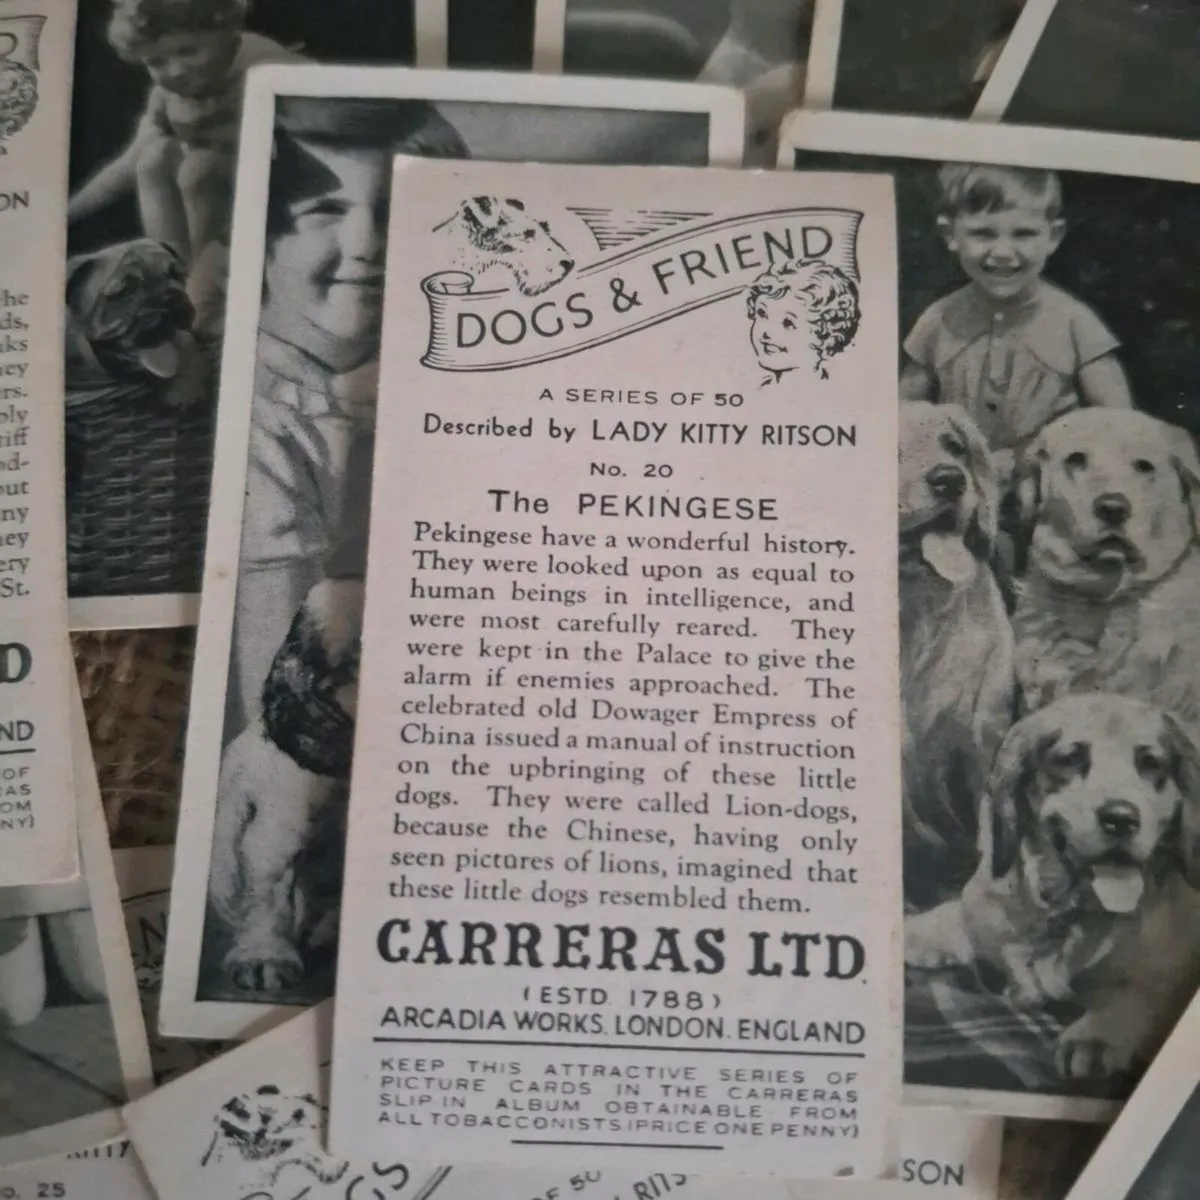 DOGS & FRIEND
A SERIES OF 50
Described by LADY KITTY RITSON
No. 20
The PEKINGESE
Pekingese have a wonderful history.
They were looked upon as equal to
human beings in intelligence, and
were most carefully reared. They
were kept in the Palace to give the
alarm if enemies approached. The
celebrated old Dowager Empress of
China issued a manual of instruction
on the upbringing of these little
dogs. They were called Lion-dogs,
because the Chinese, having only
seen pictures of lions, imagined that
these little dogs resembled them.
CARRERAS LTD.
(ESTD. 1788)
ARCADIA WORKS, LONDON, ENGLAND
KEEP THIS ATTRACTIVE SERIES OF
PICTURE CARDS IN THE CARRERAS
SLIP-IN ALBUM OBTAINABLE FROM
ALL TOBACCONISTS (PRICE ONE PENNY)
St.
OF
25
OF 50
SON